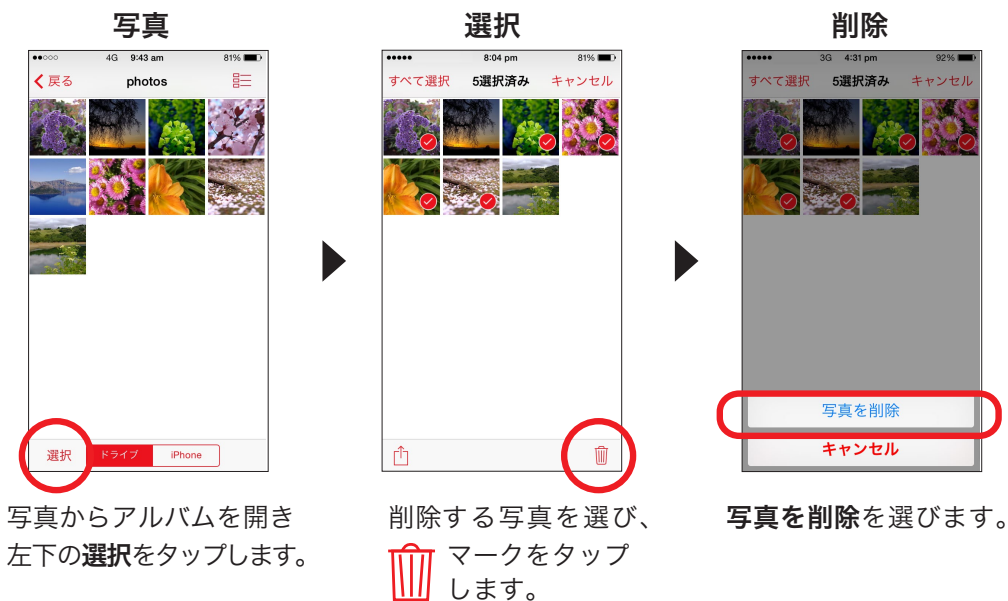 写真
選択
削除
4G 9:43 am 81%
戻る photos
選択 ドライブ iPhone
8:04 pm 81%
すべて選択 5選択済み キャンセル
3G 4:31 pm 92%
すべて選択 5選択済み キャンセル
写真を削除
キャンセル
写真からアルバムを開き
左下の選択をタップします。
削除する写真を選び、
マークをタップ
します。
写真を削除を選びます。